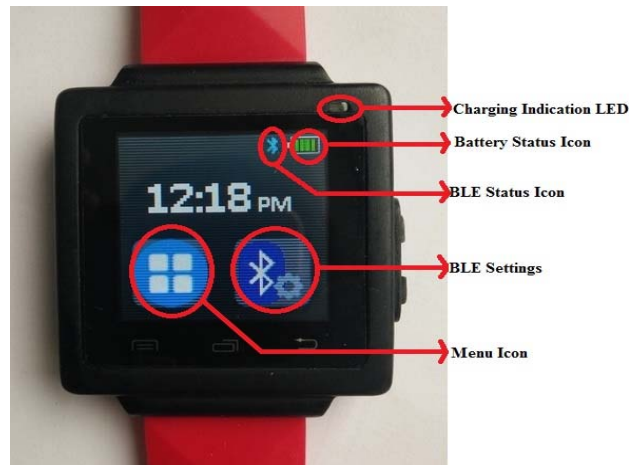 Charging Indication LED
Battery Status Icon
BLE Status Icon
12:18 PM
BLE Settings
Menu Icon